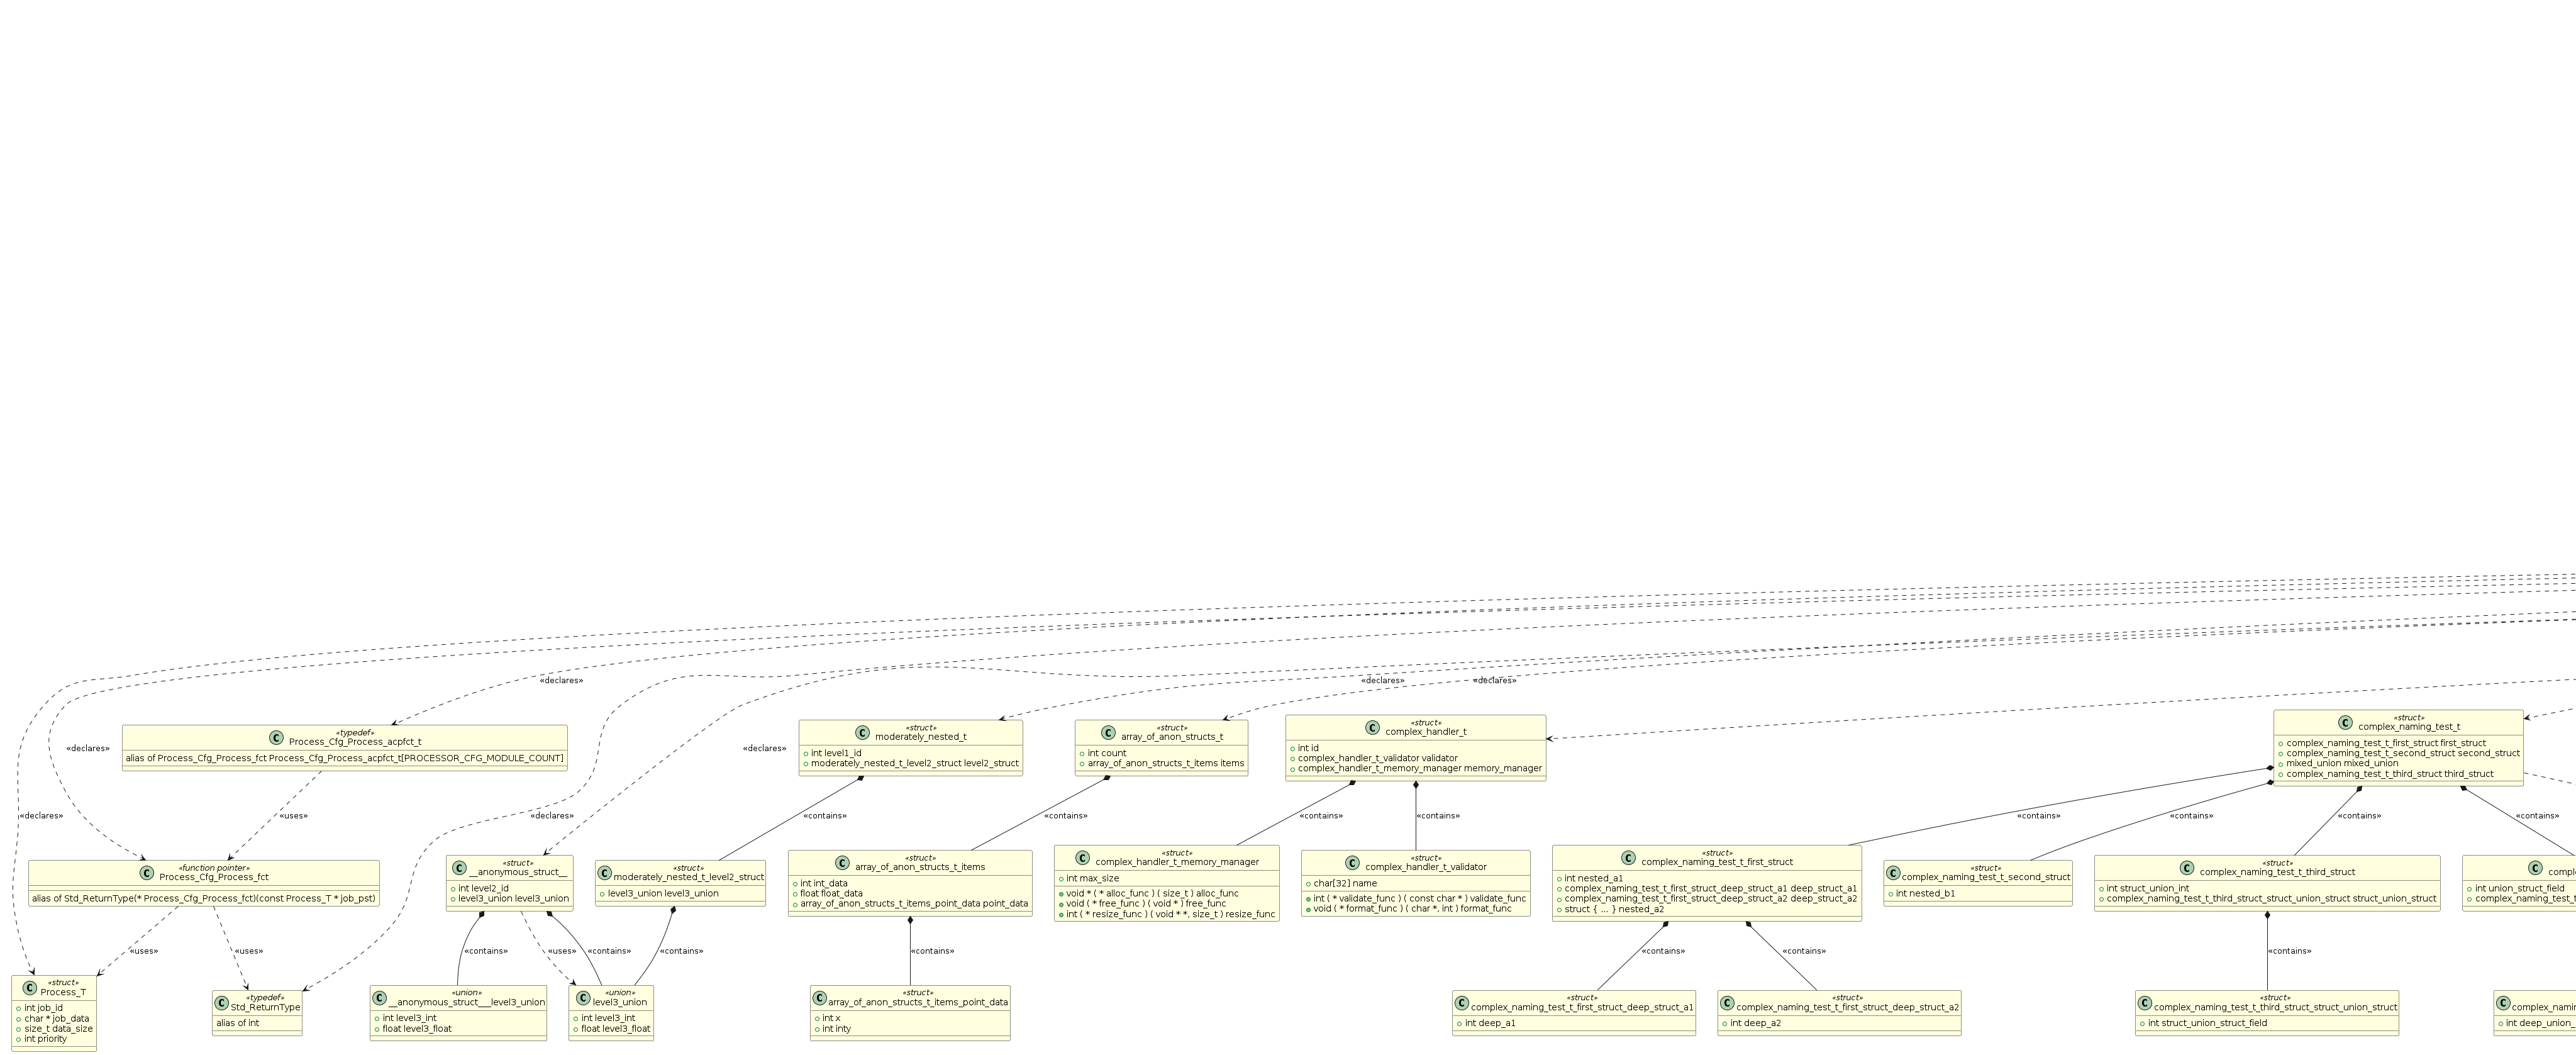 «declares»
«declares»
«declares»
«struct»
C complex_naming_test_t
complex_naming_test_t_first_struct first_struct
complex_naming_test_t_second_struct second_struct
mixed_union mixed_union
complex_naming_test_t_third_struct third_struct
«struct»
C complex_handler_t
int id
complex_handler_t_validator validator
complex_handler_t_memory_manager memory_manager
«typedef»
C Process_Cfg_Process_acpfct_t
alias of Process_Cfg_Process_fct Process_Cfg_Process_acpfct_t[PROCESSOR_CFG_MODULE_COUNT]
«struct»
C moderately_nested_t
int level1_id
moderately_nested_t_level2_struct level2_struct
«struct»
C array_of_anon_structs_t
int count
array_of_anon_structs_t_items items
«declares»
«declares»
«declares»
«uses»
«declares»
«contains»
«contains»
«contains»
«contains»
«contains»
«contains»
«contains»
«contains»
«function pointer»
C Process_Cfg_Process_fct
alias of Std_ReturnType(* Process_Cfg_Process_fct)(const Process_T * job_pst)
«struct»
C __anonymous_struct__
int level2_id
level3_union level3_union
«struct»
C moderately_nested_t_level2_struct
level3_union level3_union
«struct»
C array_of_anon_structs_t_items
int int_data
float float_data
array_of_anon_structs_t_items_point_data point_data
«struct»
C complex_handler_t_memory_manager
int max_size
void * ( * alloc_func ) ( size_t ) alloc_func
void ( * free_func ) ( void * ) free_func
int ( * resize_func ) ( void * *, size_t ) resize_func
«struct»
C complex_handler_t_validator
char[32] name
int ( * validate_func ) ( const char * ) validate_func
void ( * format_func ) ( char *, int ) format_func
«struct»
C complex_naming_test_t_first_struct
int nested_a1
complex_naming_test_t_first_struct_deep_struct_a1 deep_struct_a1
complex_naming_test_t_first_struct_deep_struct_a2 deep_struct_a2
struct { ... } nested_a2
«struct»
C complex_naming_test_t_second_struct
int nested_b1
«struct»
C complex_naming_test_t_third_struct
int struct_union_int
complex_naming_test_t_third_struct_struct_union_struct struct_union_struct
C comple
int union_struct_field
complex_naming_test_t
«uses»
«uses»
«contains»
«uses»
«contains»
«contains»
«contains»
«contains»
«contains»
«contains»
«struct»
C Process_T
int job_id
char * job_data
size_t data_size
int priority
«typedef»
C Std_ReturnType
alias of int
«union»
C __anonymous_struct___level3_union
int level3_int
float level3_float
«union»
C level3_union
int level3_int
float level3_float
«struct»
C array_of_anon_structs_t_items_point_data
int x
int inty
«struct»
C complex_naming_test_t_first_struct_deep_struct_a1
int deep_a1
«struct»
C complex_naming_test_t_first_struct_deep_struct_a2
int deep_a2
«struct»
C complex_naming_test_t_third_struct_struct_union_struct
int struct_union_struct_field
C
int deep_union_